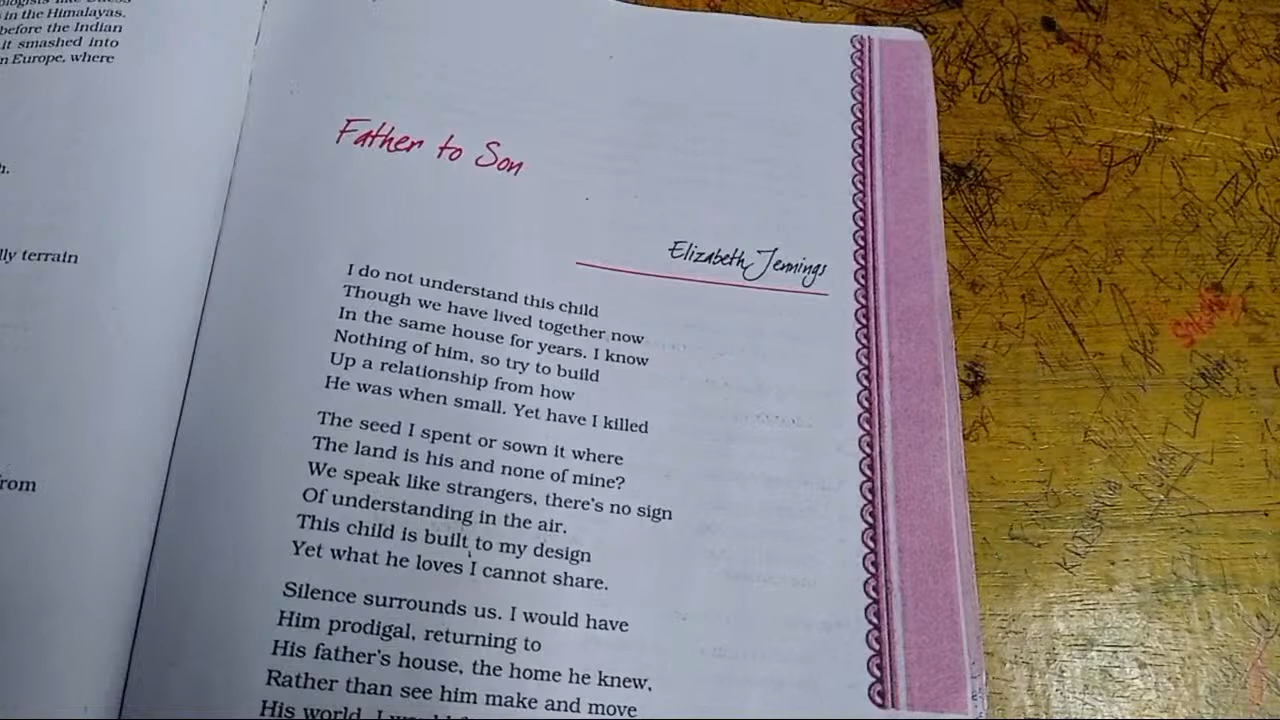 in the Himalayas.
before the Indian
it smashed into
n Europe, where
lly terrain
rom
Father to Son
Elizabeth Jennings
I do not understand this child
Though we have lived together now
In the same house for years. I know
Nothing of him, so try to build
Up a relationship from how
He was when small. Yet have I killed
The seed I spent or sown it where
The land is his and none of mine?
We speak like strangers, there's no sign
Of understanding in the air.
This child is built to my design
Yet what he loves I cannot share.
Silence surrounds us. I would have
Him prodigal, returning to
His father's house, the home he knew,
Rather than see him make and move
His world. I would